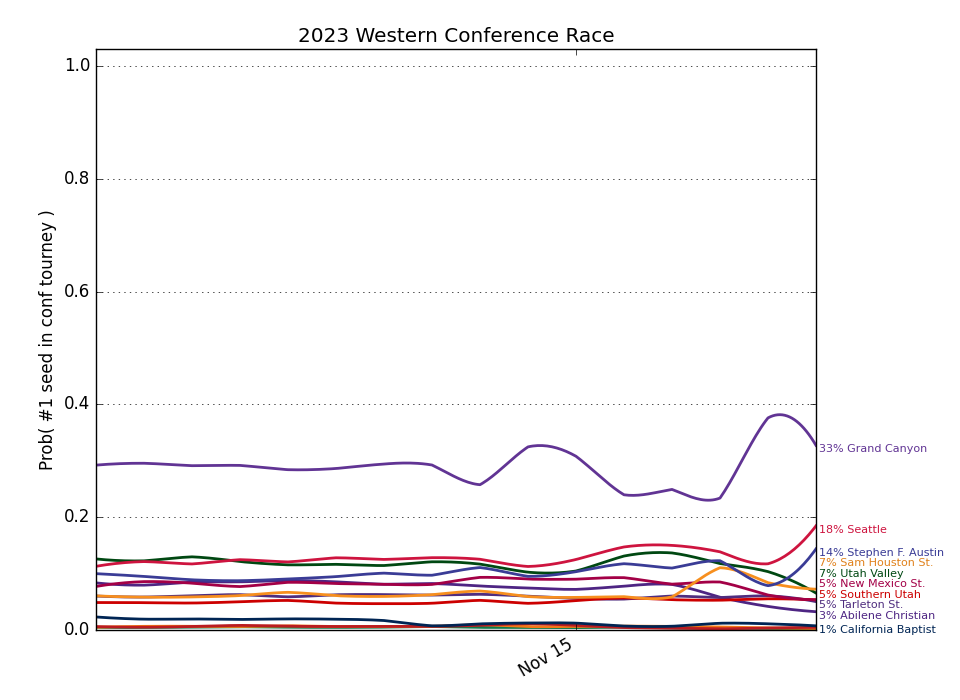 2023 Western Conference Race
Prob( #1 seed in conf tourney )
1.0
0.8
0.6
0.4
0.2
0.0
Nov 15
33% Grand Canyon
18% Seattle
14% Stephen F. Austin
7% Sam Houston St.
7% Utah Valley
5% New Mexico St.
5% Southern Utah
5% Tarleton St.
3% Abilene Christian
1% California Baptist